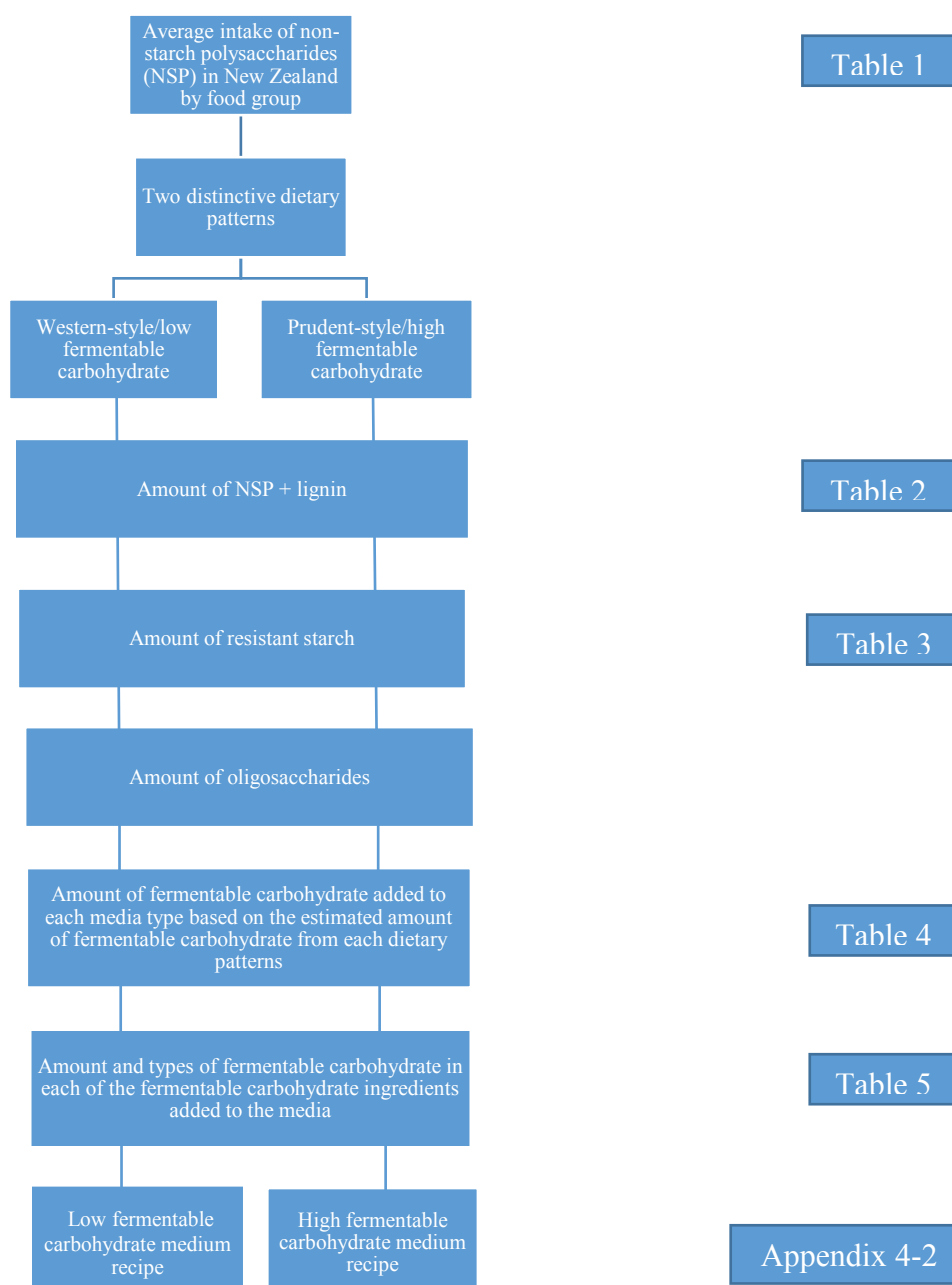 Average intake of non-
starch polysaccharides
(NSP) in New Zealand
by food group
Table 1
Two distinctive dietary
patterns
Western-style/low
fermentable
carbohydrate
Prudent-style/high
fermentable
carbohydrate
Amount of NSP + lignin
Table 2
Amount of resistant starch
Table 3
Amount of oligosaccharides
Amount of fermentable carbohydrate added to
each media type based on the estimated amount
of fermentable carbohydrate from each dietary
patterns
Table 4
Amount and types of fermentable carbohydrate in
each of the fermentable carbohydrate ingredients
added to the media
Table 5
Low fermentable
carbohydrate medium
recipe
High fermentable
carbohydrate medium
recipe
Appendix 4-2